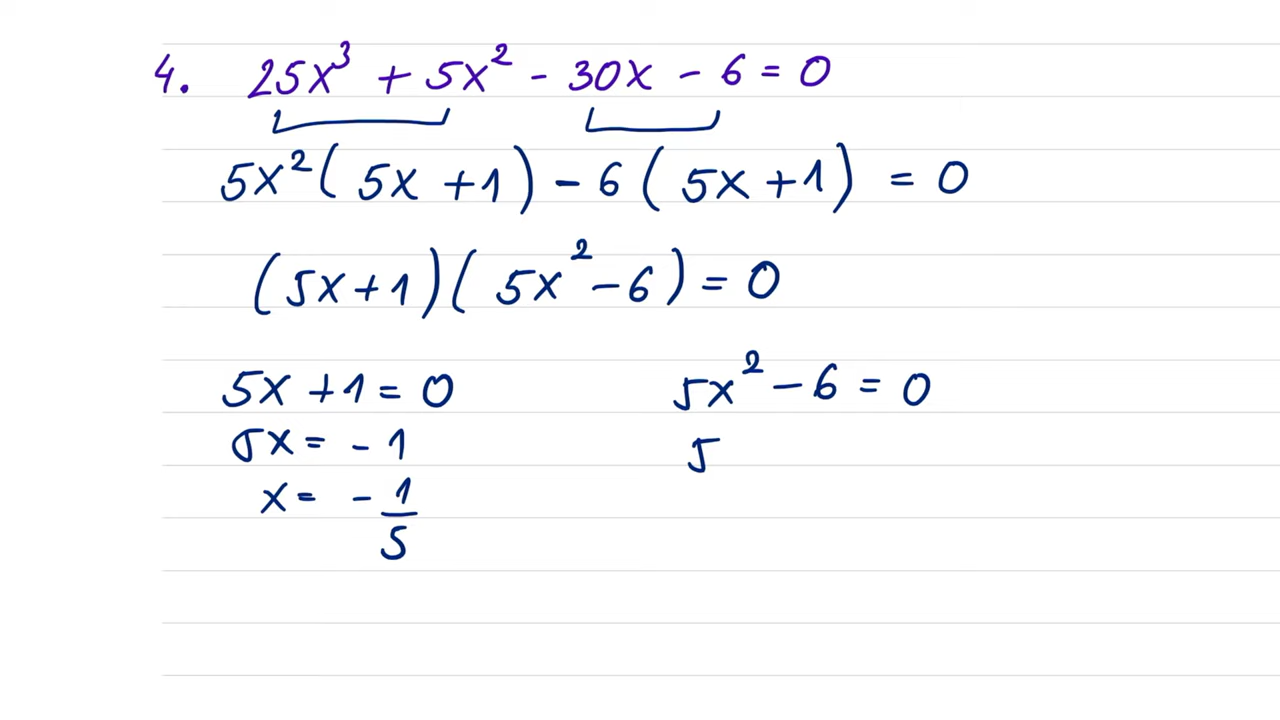 4. 25x³ + 5x² - 30x - 6 = 0
5x² ( 5x + 1 ) - 6 ( 5x + 1 ) = 0
(5x + 1) ( 5x² - 6 ) = 0
5x + 1 = 0
5x = - 1
x = - 1/5
5x² - 6 = 0
5